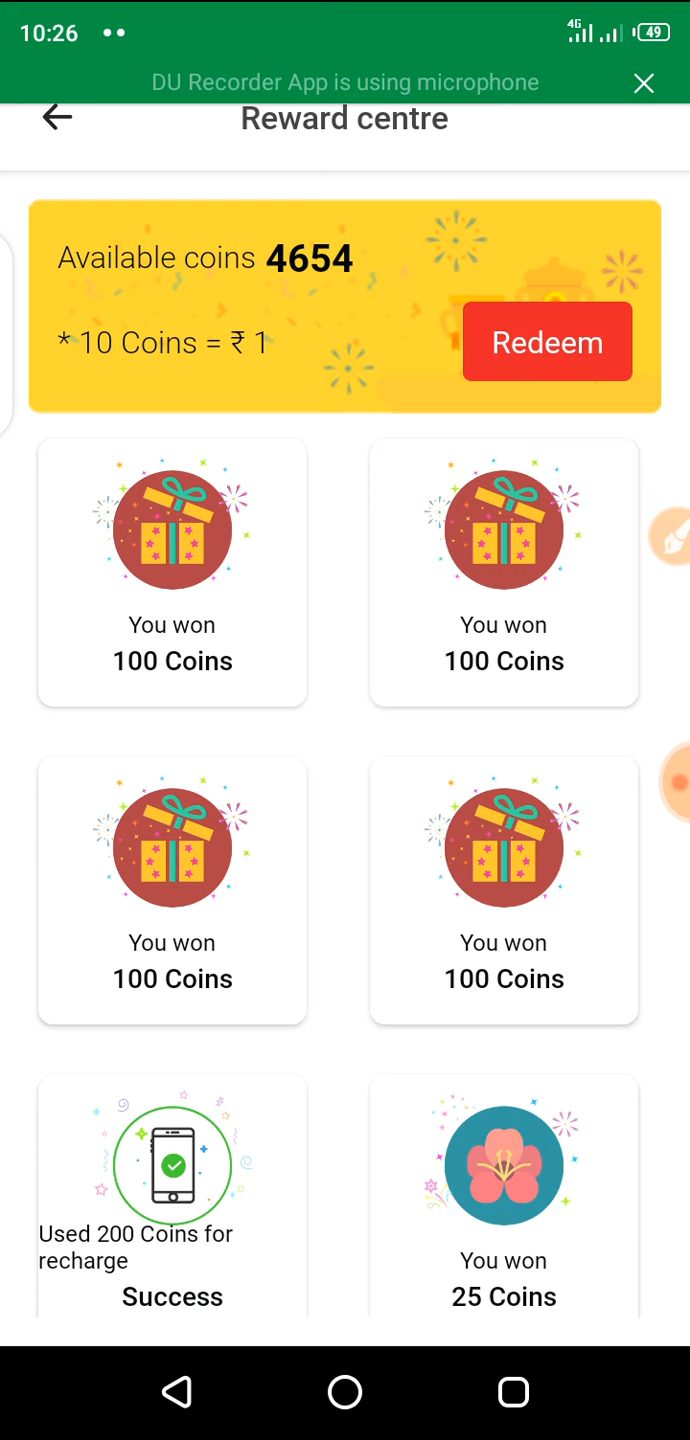 10:26
4G
49
DU Recorder App is using microphone
Reward centre
Available coins 4654
* 10 Coins = ₹ 1
Redeem
You won
100 Coins
You won
100 Coins
You won
100 Coins
You won
100 Coins
Used 200 Coins for
recharge
Success
You won
25 Coins